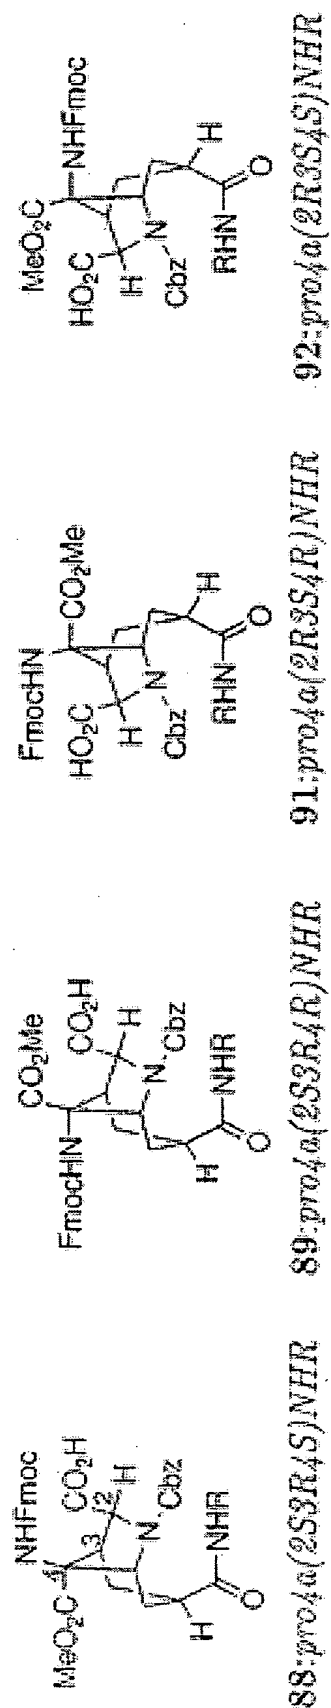 NHFmoc
MeO₂C
4'
3
CO₂H
2
H
N
Cbz
H
NHR
O
88:pro4a(2S3R4S)NHR
CO₂Me
FmocHN
CO₂H
H
N
Cbz
H
NHR
O
89:pro4a(2S3R4R)NHR
FmocHN
CO₂Me
HO₂C
H
N
Cbz
H
RHN
O
91:pro4a(2R3S4R)NHR
MeO₂C
NHFmoc
HO₂C
H
N
Cbz
H
RHN
O
92:pro4a(2R3S4S)NHR